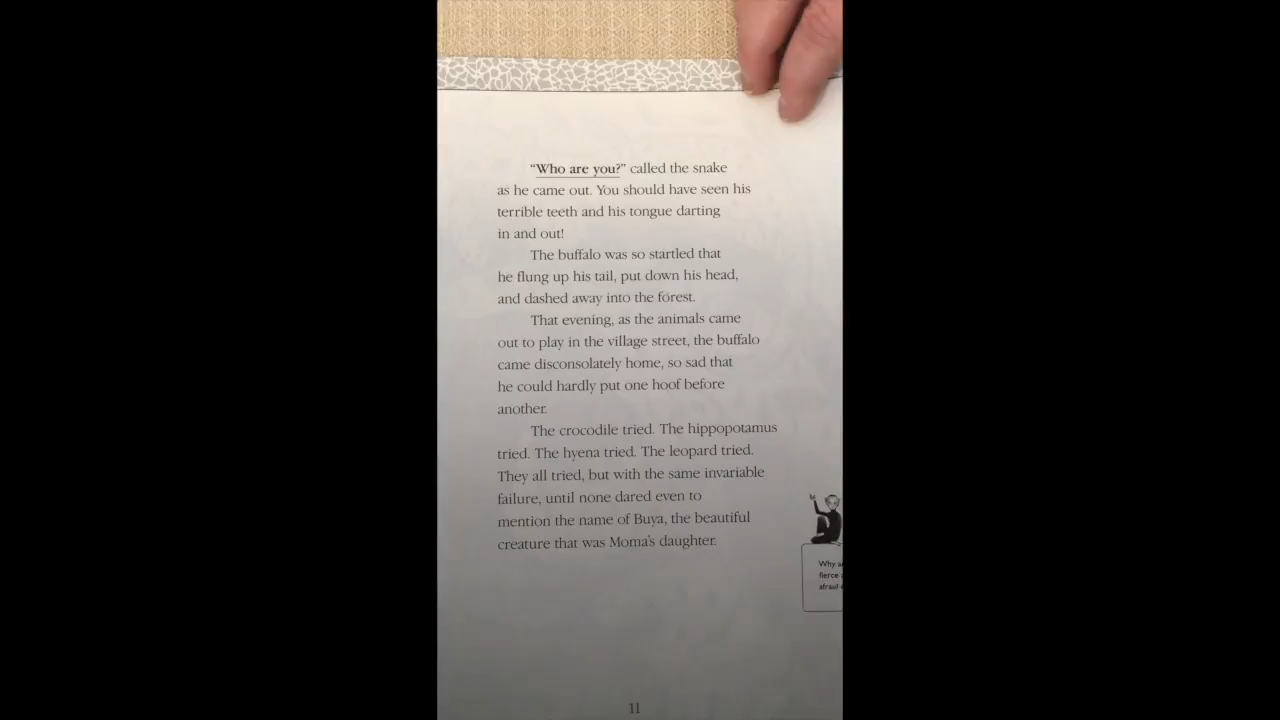 "Who are you?" called the snake
as he came out. You should have seen his
terrible teeth and his tongue darting
in and out!
The buffalo was so startled that
he flung up his tail, put down his head,
and dashed away into the forest.
That evening, as the animals came
out to play in the village street, the buffalo
came disconsolately home, so sad that
he could hardly put one hoof before
another.
The crocodile tried. The hippopotamus
tried. The hyena tried. The leopard tried.
They all tried, but with the same invariable
failure, until none dared even to
mention the name of Buya, the beautiful
creature that was Moma's daughter.
Why
fierce
afraid
11